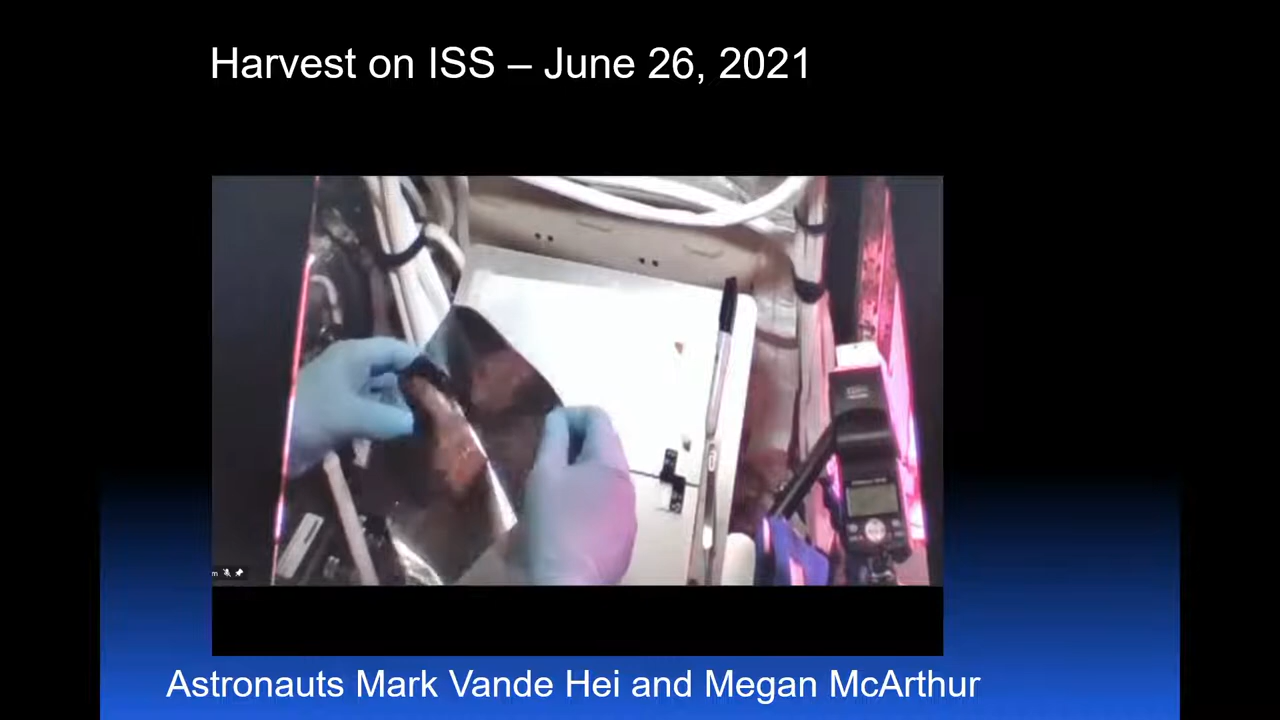 Harvest on ISS – June 26, 2021
m
Astronauts Mark Vande Hei and Megan McArthur